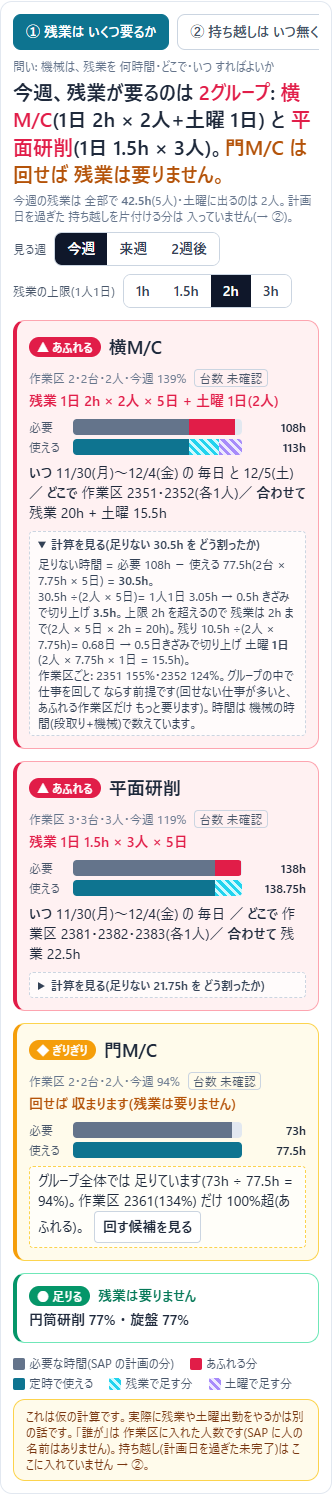 ① 残業は いくつ要るか
② 持ち越しは いつ無く
問い: 機械は、残業を 何時間・どこで・いつ すればよいか
今週、残業が要るのは 2グループ: 横
M/C(1日 2h × 2人+土曜 1日) と 平
面研削(1日 1.5h × 3人)。門M/C は
回せば 残業は要りません。
今週の残業は 全部で 42.5h(5人)・土曜に出るのは 2人。計画
日を過ぎた 持ち越しを片付ける分は 入っていません(→ ②)。
見る週 今週 来週 2週後
残業の上限(1人1日) 1h 1.5h 2h 3h
▲ あふれる 横M/C
作業区 2・2台・2人・今週 139% 台数 未確認
残業 1日 2h × 2人 × 5日 + 土曜 1日(2人)
必要 108h
使える 113h
いつ 11/30(月)〜12/4(金) の 毎日 と 12/5(土)
／ どこで 作業区 2351・2352(各1人)／ 合わせて
残業 20h + 土曜 15.5h
▼ 計算を見る(足りない 30.5h を どう割ったか)
足りない時間 = 必要 108h − 使える 77.5h(2台 ×
7.75h × 5日) = 30.5h。
30.5h ÷(2人 × 5日)= 1人1日 3.05h → 0.5h きざみ
で切り上げ 3.5h。上限 2h を超えるので 残業は 2h ま
で(2人 × 5日 × 2h = 20h)。残り 10.5h ÷(2人 ×
7.75h)= 0.68日 → 0.5日きざみで切り上げ 土曜 1日
(2人 × 7.75h × 1日 = 15.5h)。
作業区ごと: 2351 155%・2352 124%。グループの中で
仕事を回して ならす前提です(回せない仕事が多いと、
あふれる作業区だけ もっと要ります)。時間は 機械の時
間(段取り+機械)で数えています。
▲ あふれる 平面研削
作業区 3・3台・3人・今週 119% 台数 未確認
残業 1日 1.5h × 3人 × 5日
必要 138h
使える 138.75h
いつ 11/30(月)〜12/4(金) の 毎日 ／ どこで 作
業区 2381・2382・2383(各1人)／ 合わせて 残
業 22.5h
▶ 計算を見る(足りない 21.75h を どう割ったか)
◆ ぎりぎり 門M/C
作業区 2・2台・2人・今週 94% 台数 未確認
回せば 収まります(残業は要りません)
必要 73h
使える 77.5h
グループ全体では 足りています(73h ÷ 77.5h =
94%)。作業区 2361(134%) だけ 100%超(あ
ふれる)。 回す候補を見る
● 足りる 残業は要りません
円筒研削 77%・旋盤 77%
必要な時間(SAP の計画の分) あふれる分
定時で使える 残業で足す分 土曜で足す分
これは仮の計算です。実際に残業や土曜出勤をやるかは別
の話です。「誰が」は 作業区に入れた人数です(SAP に人の
名前はありません)。持ち越し(計画日を過ぎた未完了)は こ
こに入れていません → ②。